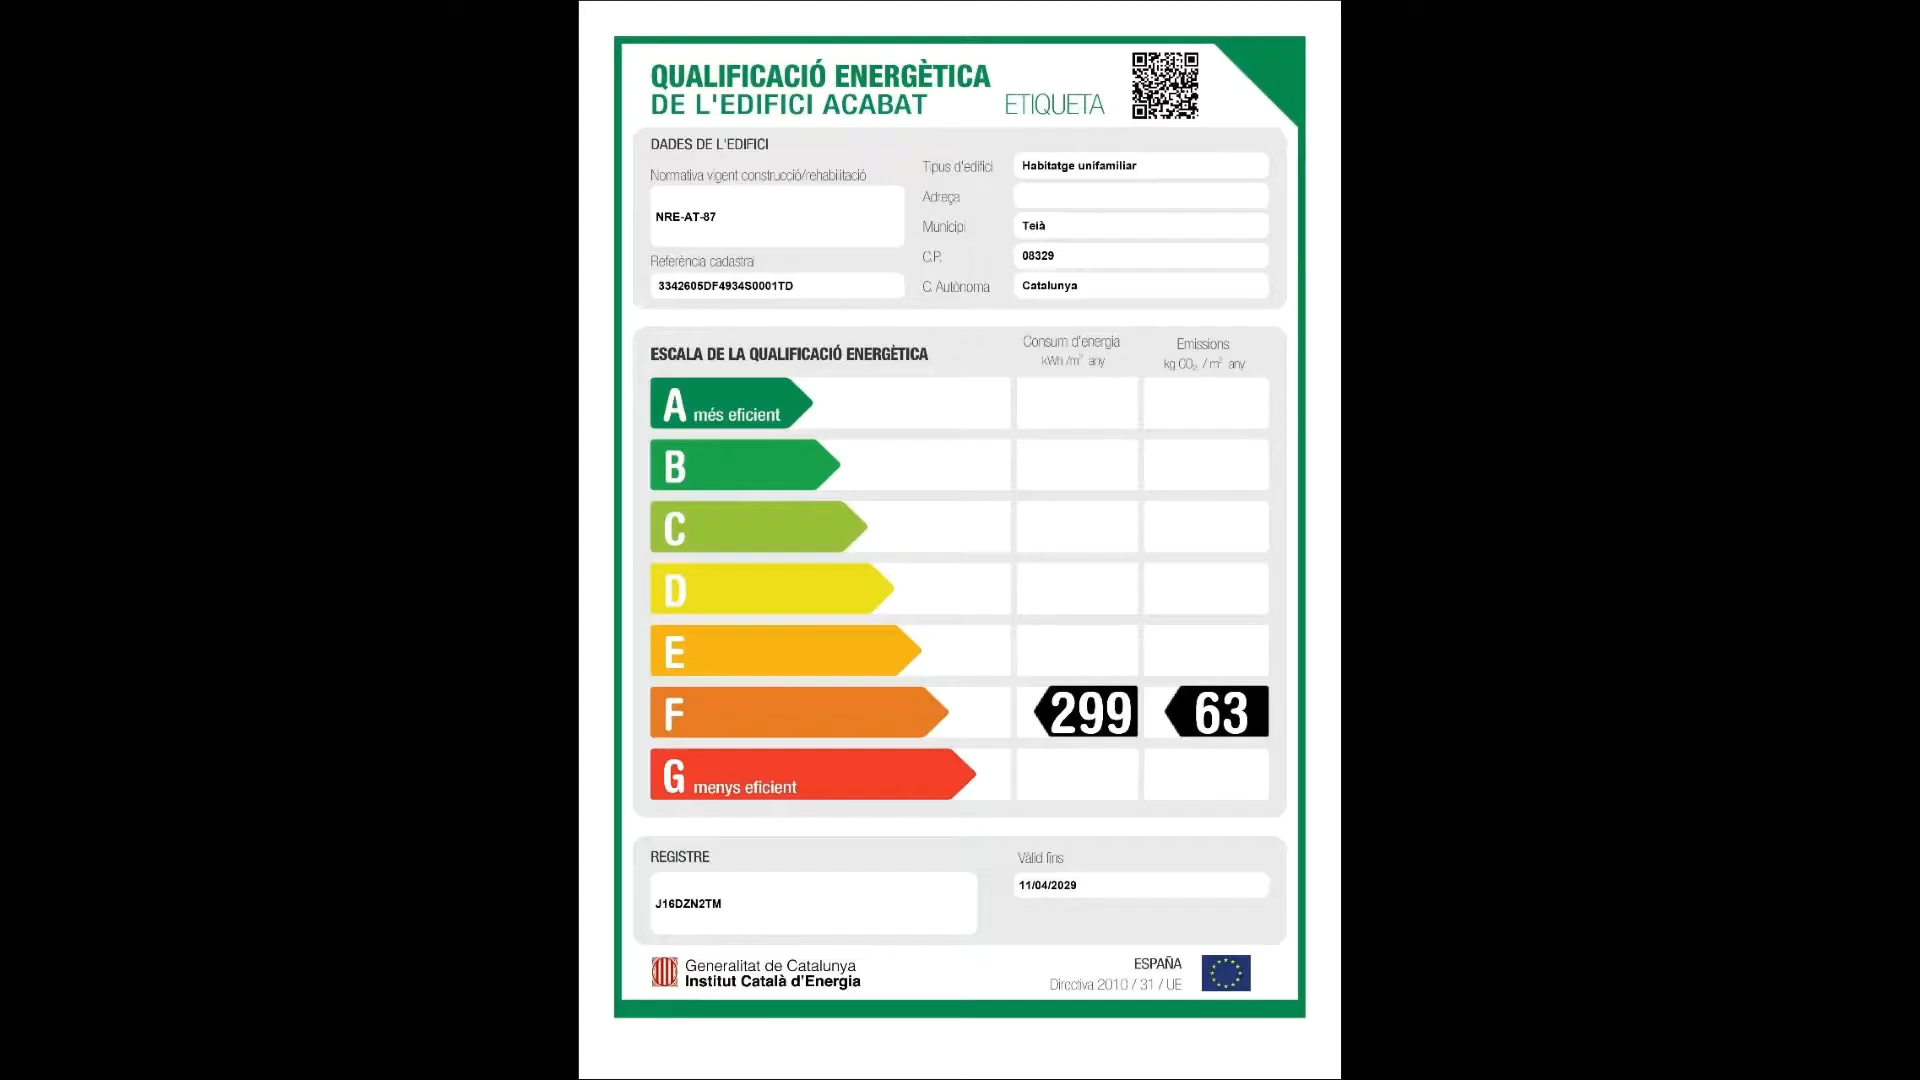 QUALIFICACIÓ ENERGÈTICA
DE L'EDIFICI ACABAT
ETIQUETA
DADES DE L'EDIFICI
Normativa vigent construcció/rehabilitació
NRE-AT-87
Referència cadastral
3342605DF4934S0001TD
Tipus d'edifici
Habitatge unifamiliar
Adreça
Municipi
Teià
C.P.
08329
C. Autònoma
Catalunya
ESCALA DE LA QUALIFICACIÓ ENERGÈTICA
Consum d'energia
kWh /m² any
Emissions
kg CO₂ / m² any
A més eficient
B
C
D
E
F
299
63
G menys eficient
REGISTRE
J16DZN2TM
Vàlid fins
11/04/2029
Generalitat de Catalunya
Institut Català d'Energia
ESPAÑA
Directiva 2010 / 31 / UE